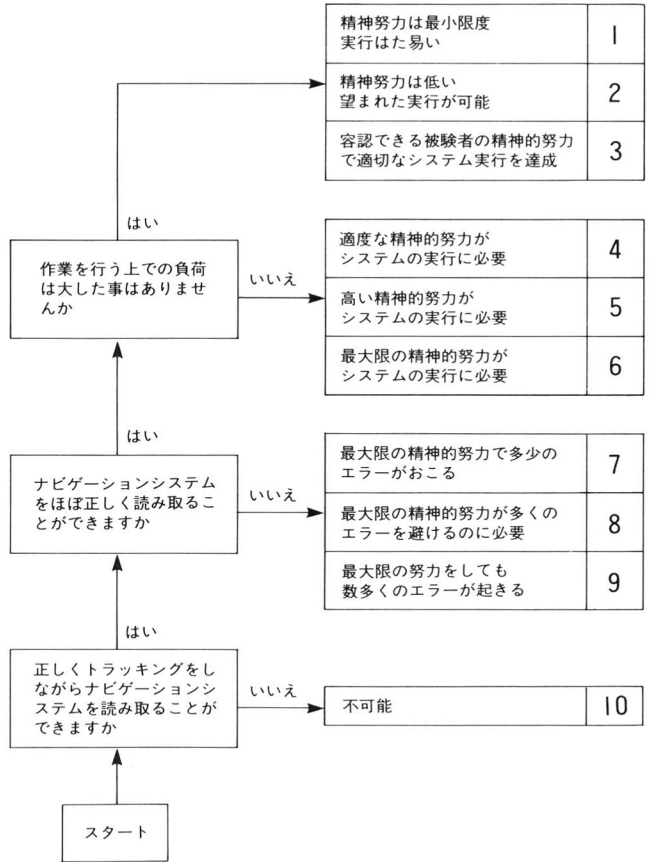 精神努力は最小限度
実行はた易い
1
精神努力は低い
望まれた実行が可能
2
容認できる被験者の精神的努力
で適切なシステム実行を達成
3
はい
作業を行う上での負荷
は大した事はありませ
んか
いいえ
適度な精神的努力が
システムの実行に必要
4
高い精神的努力が
システムの実行に必要
5
最大限の精神的努力が
システムの実行に必要
6
はい
ナビゲーションシステム
をほぼ正しく読み取るこ
とができますか
いいえ
最大限の精神的努力で多少の
エラーがおこる
7
最大限の精神的努力が多くの
エラーを避けるのに必要
8
最大限の努力をしても
数多くのエラーが起きる
9
はい
正しくトラッキングをし
ながらナビゲーションシ
ステムを読み取ることが
できますか
いいえ
不可能
10
スタート